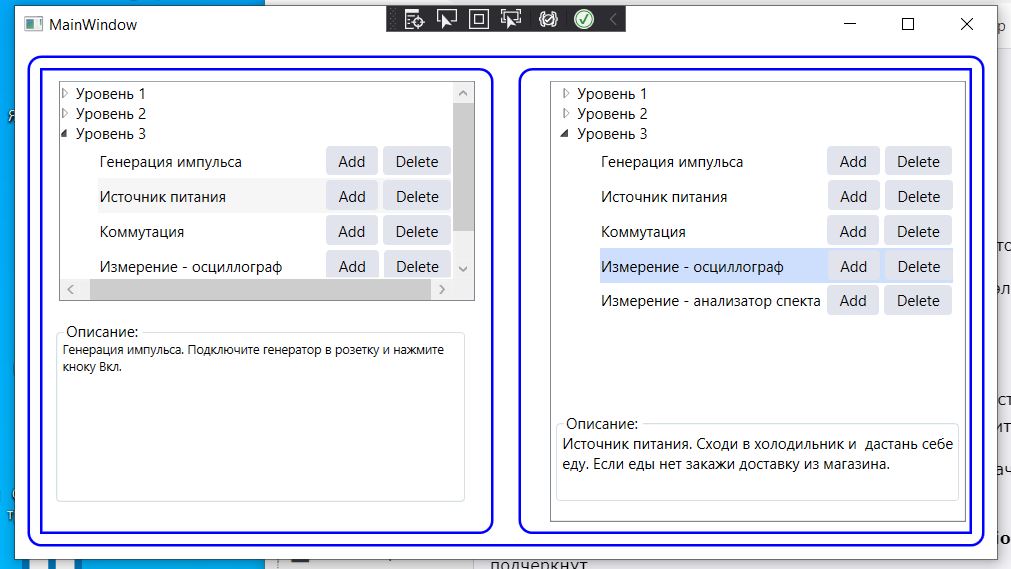 MainWindow
Уровень 1
Уровень 2
Уровень 3
Генерация импульса Add Delete
Источник питания Add Delete
Коммутация Add Delete
Измерение - осциллограф Add Delete
Описание:
Генерация импульса. Подключите генератор в розетку и нажмите
кноку Вкл.
Уровень 1
Уровень 2
Уровень 3
Генерация импульса Add Delete
Источник питания Add Delete
Коммутация Add Delete
Измерение - осциллограф Add Delete
Измерение - анализатор спекта Add Delete
Описание:
Источник питания. Сходи в холодильник и дастань себе
еду. Если еды нет закажи доставку из магазина.
подчеркнут